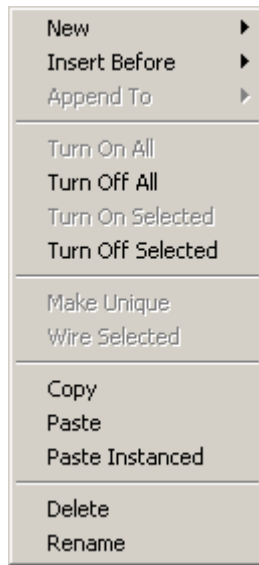 New
Insert Before
Append To
Turn On All
Turn Off All
Turn On Selected
Turn Off Selected
Make Unique
Wire Selected
Copy
Paste
Paste Instanced
Delete
Rename